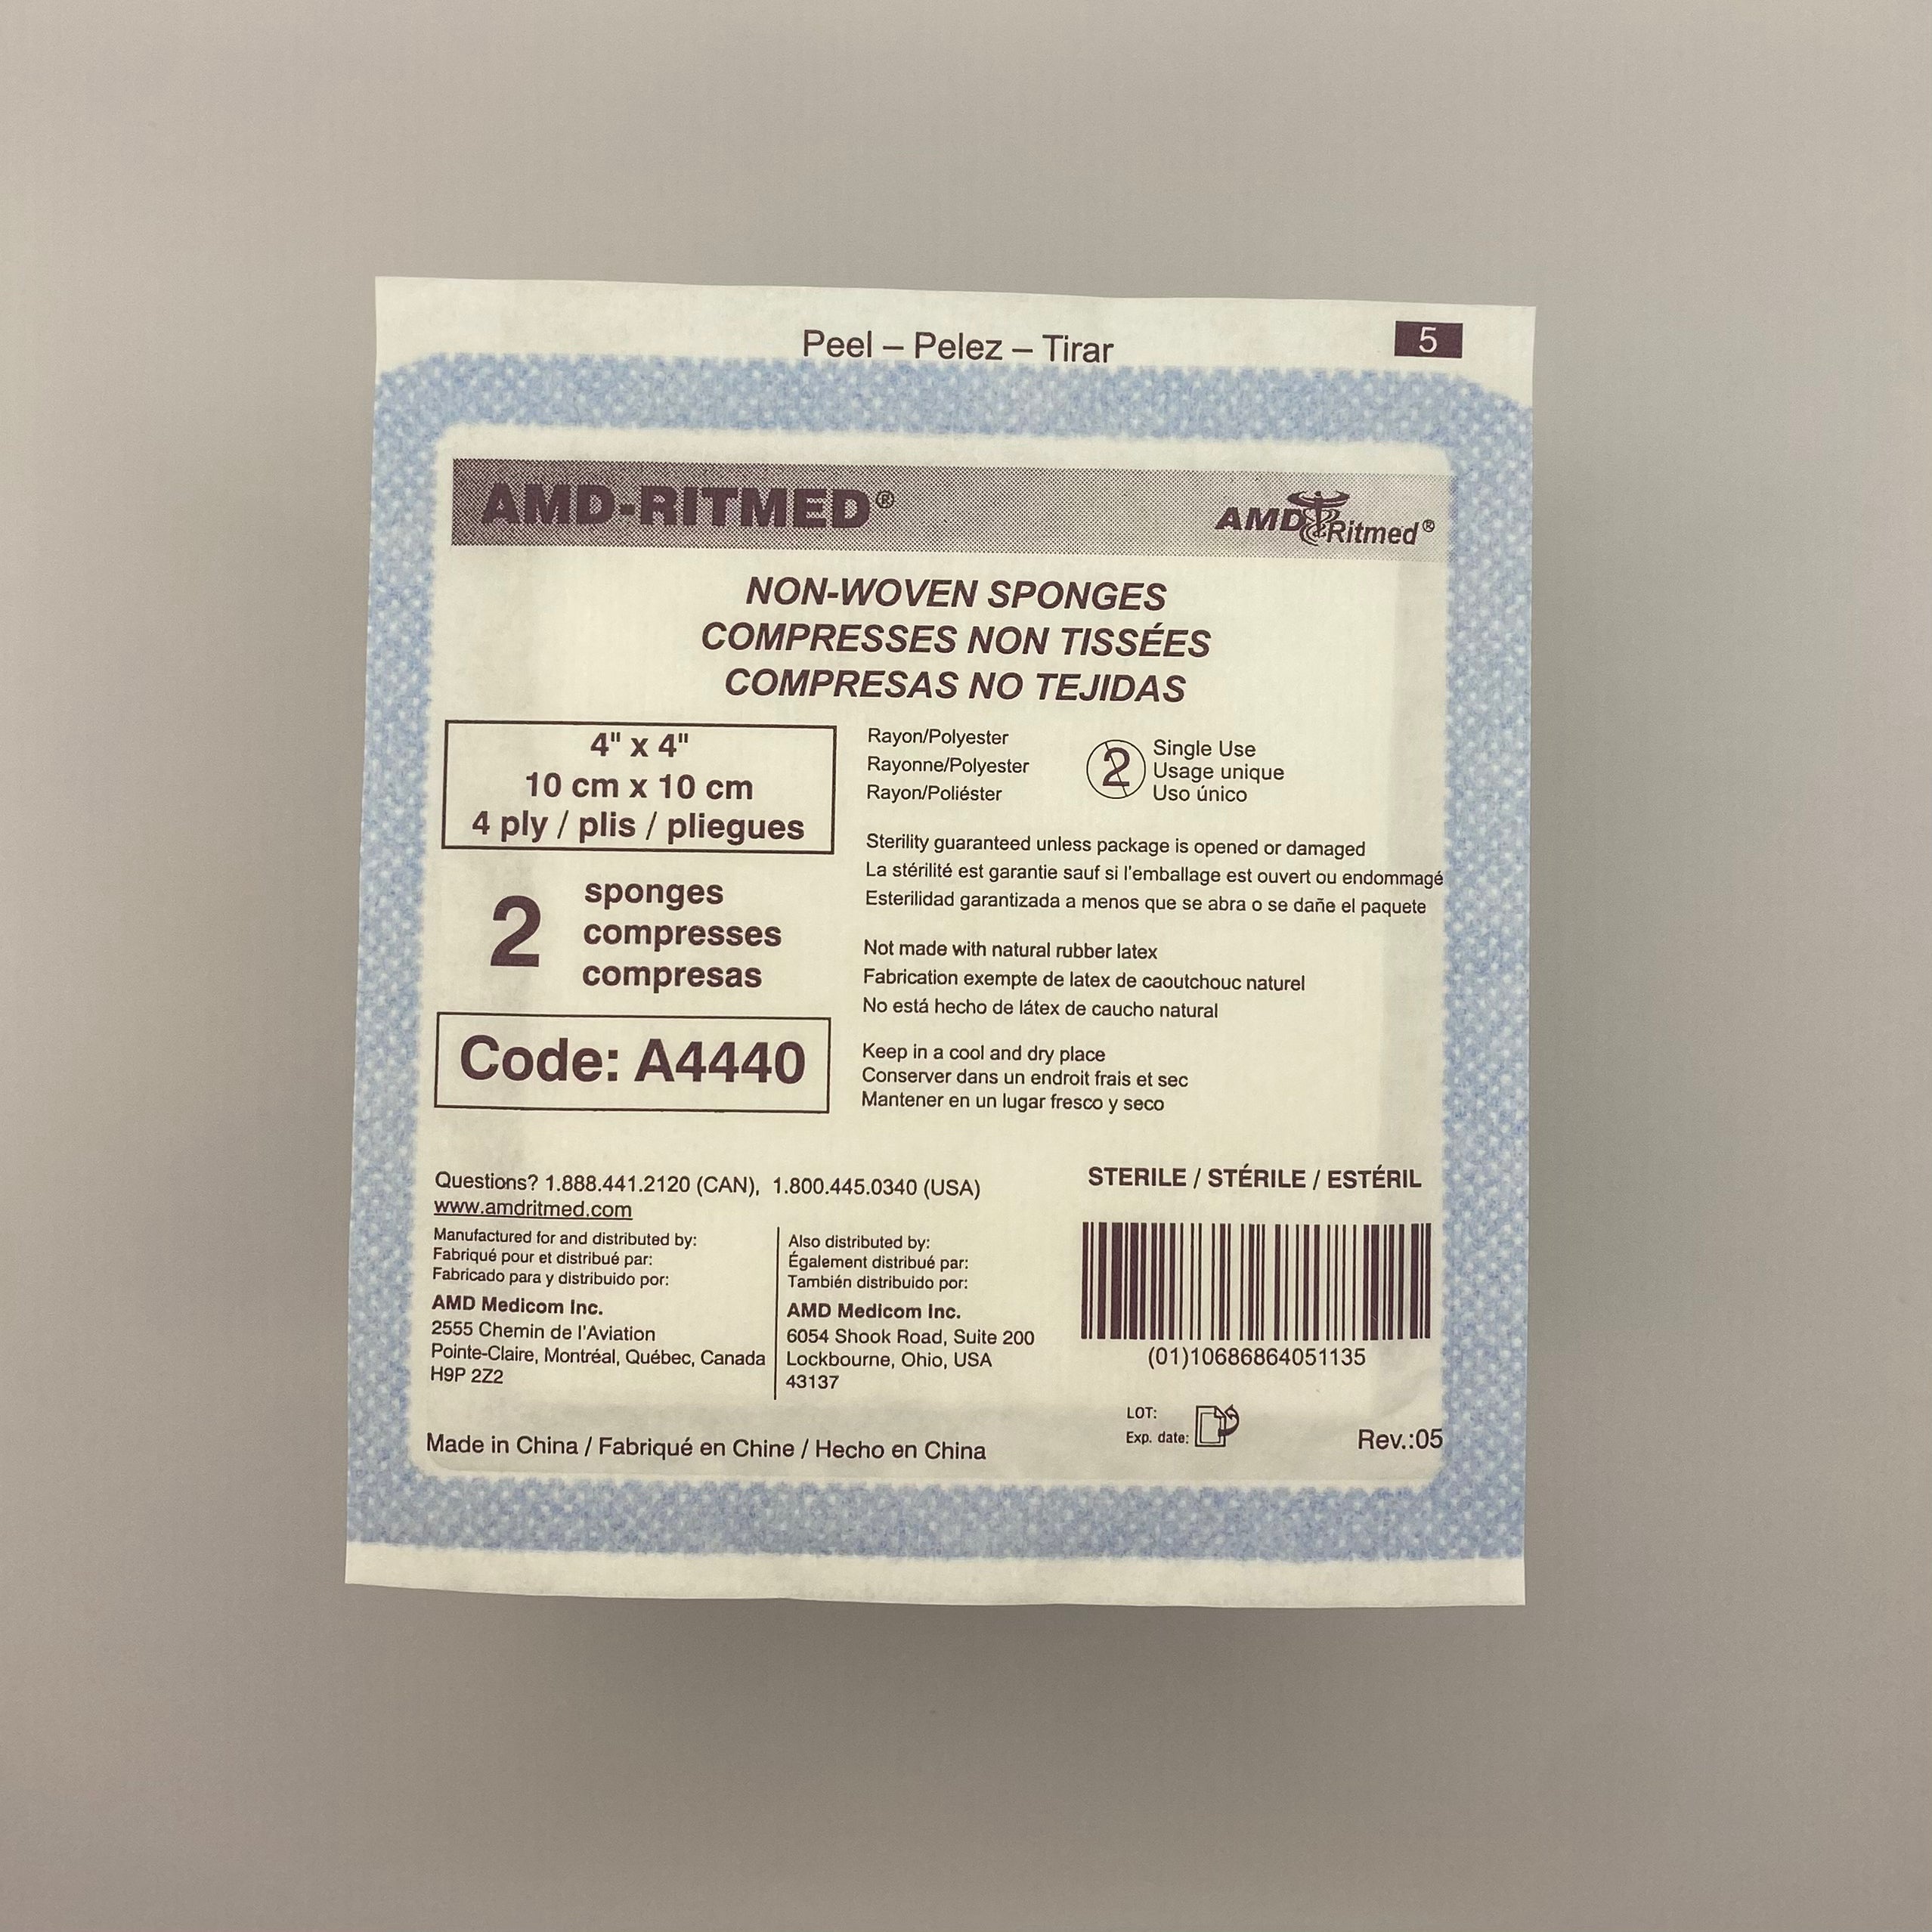 Peel – Pelez – Tirar
5
AMD-RITMED®
AMD Ritmed®
NON-WOVEN SPONGES
COMPRESSES NON TISSÉES
COMPRESAS NO TEJIDAS
4" x 4"
10 cm x 10 cm
4 ply / plis / pliegues
2
sponges
compresses
compresas
Code: A4440
Rayon/Polyester
Rayonne/Polyester
Rayon/Poliéster
2
Single Use
Usage unique
Uso único
Sterility guaranteed unless package is opened or damaged
La stérilité est garantie sauf si l'emballage est ouvert ou endommagé
Esterilidad garantizada a menos que se abra o se dañe el paquete
Not made with natural rubber latex
Fabrication exempte de latex de caoutchouc naturel
No está hecho de látex de caucho natural
Keep in a cool and dry place
Conserver dans un endroit frais et sec
Mantener en un lugar fresco y seco
Questions? 1.888.441.2120 (CAN), 1.800.445.0340 (USA)
www.amdritmed.com
Manufactured for and distributed by:
Fabriqué pour et distribué par:
Fabricado para y distribuido por:
AMD Medicom Inc.
2555 Chemin de l'Aviation
Pointe-Claire, Montréal, Québec, Canada
H9P 2Z2
Also distributed by:
Également distribué par:
También distribuido por:
AMD Medicom Inc.
6054 Shook Road, Suite 200
Lockbourne, Ohio, USA
43137
STERILE / STÉRILE / ESTÉRIL
(01)10686864051135
LOT:
Exp. date:
Rev.:05
Made in China / Fabriqué en Chine / Hecho en China